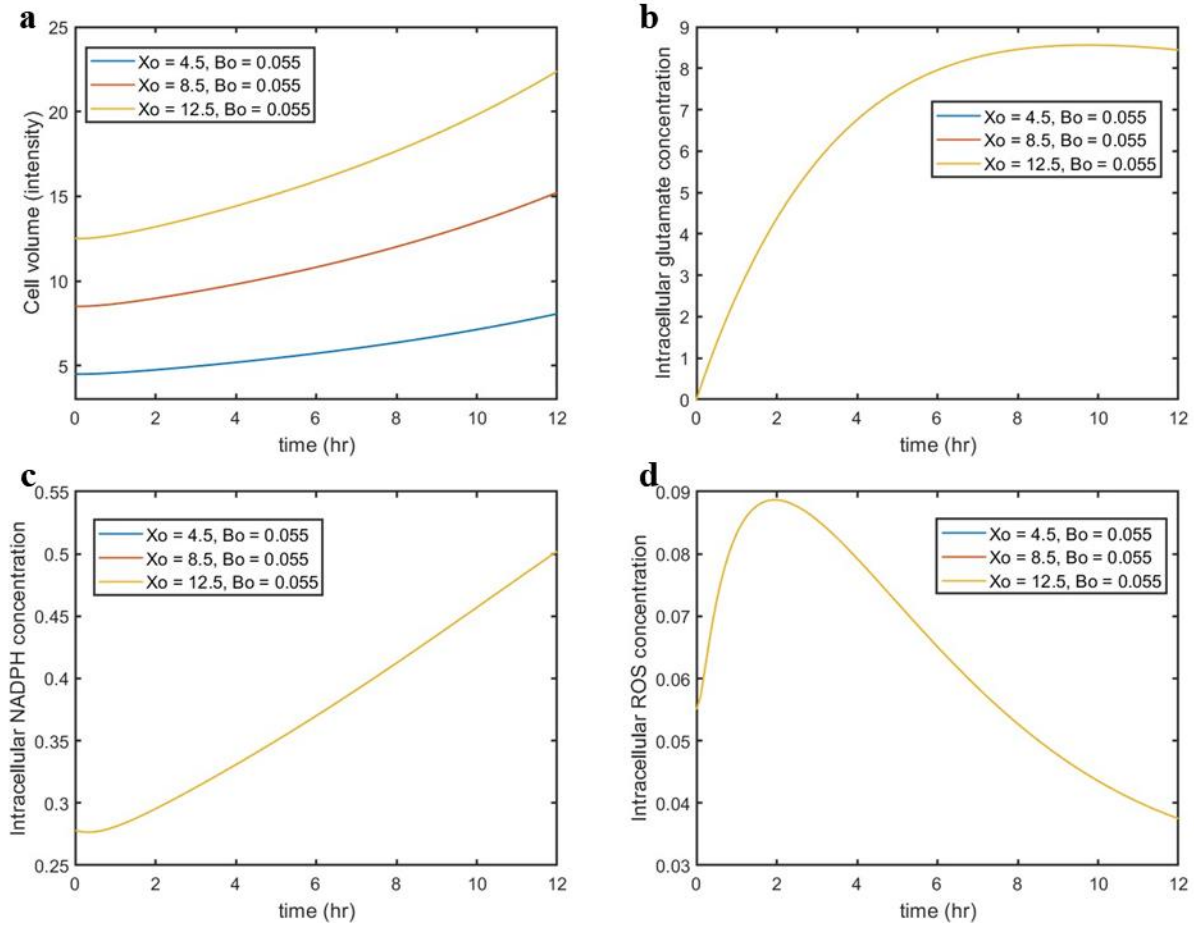 a
25
20
15
10
5
Cell volume (intensity)
Xo = 4.5, Bo = 0.055
Xo = 8.5, Bo = 0.055
Xo = 12.5, Bo = 0.055
0 2 4 6 8 10 12
time (hr)
b
9
8
7
6
5
4
3
2
1
0
Intracellular glutamate concentration
Xo = 4.5, Bo = 0.055
Xo = 8.5, Bo = 0.055
Xo = 12.5, Bo = 0.055
0 2 4 6 8 10 12
time (hr)
c
0.55
0.5
0.45
0.4
0.35
0.3
0.25
Intracellular NADPH concentration
Xo = 4.5, Bo = 0.055
Xo = 8.5, Bo = 0.055
Xo = 12.5, Bo = 0.055
0 2 4 6 8 10 12
time (hr)
d
0.09
0.08
0.07
0.06
0.05
0.04
0.03
Intracellular ROS concentration
Xo = 4.5, Bo = 0.055
Xo = 8.5, Bo = 0.055
Xo = 12.5, Bo = 0.055
0 2 4 6 8 10 12
time (hr)